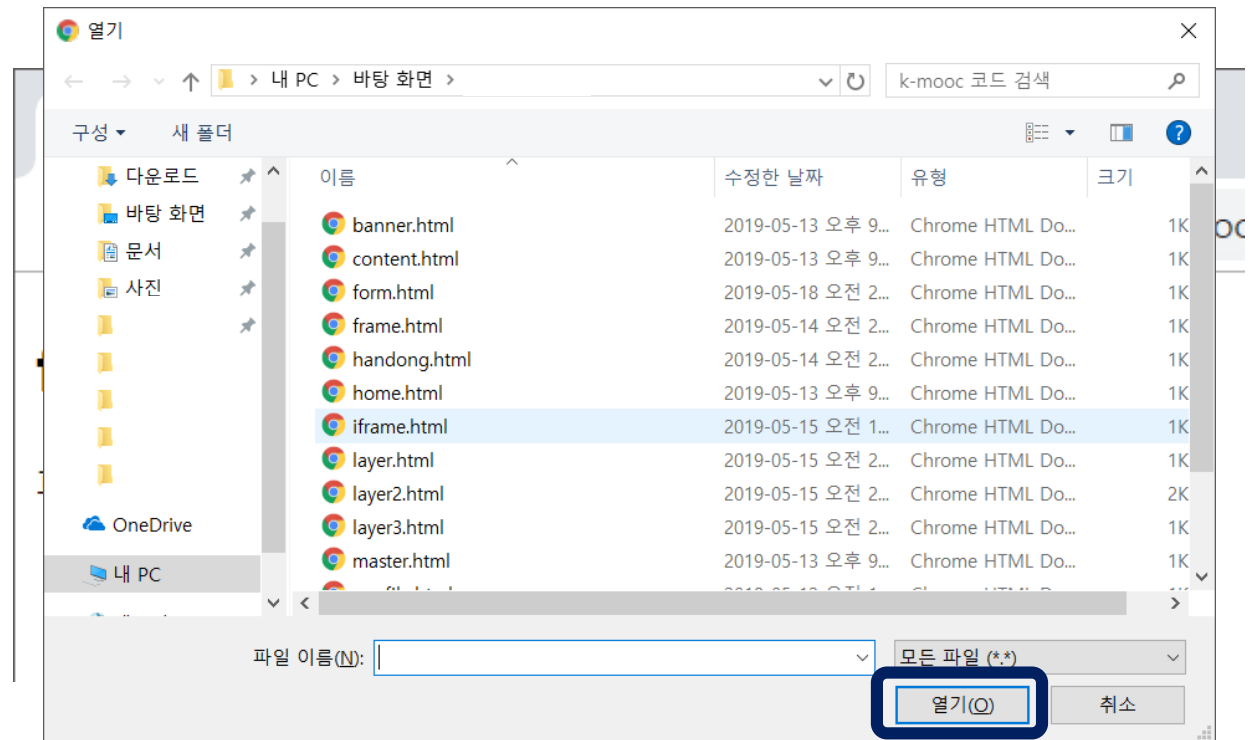 열기
내 PC > 바탕 화면 >
k-mooc 코드 검색
구성
새 폴더
이름 수정한 날짜 유형 크기
다운로드
바탕 화면
문서
사진
OneDrive
내 PC
banner.html 2019-05-13 오후 9... Chrome HTML Do... 1K
content.html 2019-05-13 오후 9... Chrome HTML Do... 1K
form.html 2019-05-18 오전 2... Chrome HTML Do... 1K
frame.html 2019-05-14 오전 2... Chrome HTML Do... 1K
handong.html 2019-05-14 오전 2... Chrome HTML Do... 1K
home.html 2019-05-13 오후 9... Chrome HTML Do... 1K
iframe.html 2019-05-15 오전 1... Chrome HTML Do... 1K
layer.html 2019-05-15 오전 2... Chrome HTML Do... 1K
layer2.html 2019-05-15 오전 2... Chrome HTML Do... 2K
layer3.html 2019-05-15 오전 2... Chrome HTML Do... 1K
master.html 2019-05-13 오후 9... Chrome HTML Do... 1K
파일 이름(N):
모든 파일 (*.*)
열기(O)
취소